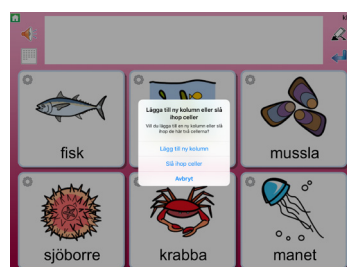 Lägga till ny kolumn eller slå
ihop celler
Vill du lägga till en ny kolumn eller slå
ihop de här två cellerna?
Lägg till ny kolumn
Slå ihop celler
Avbryt
fisk
mussla
sjöborre
krabba
manet